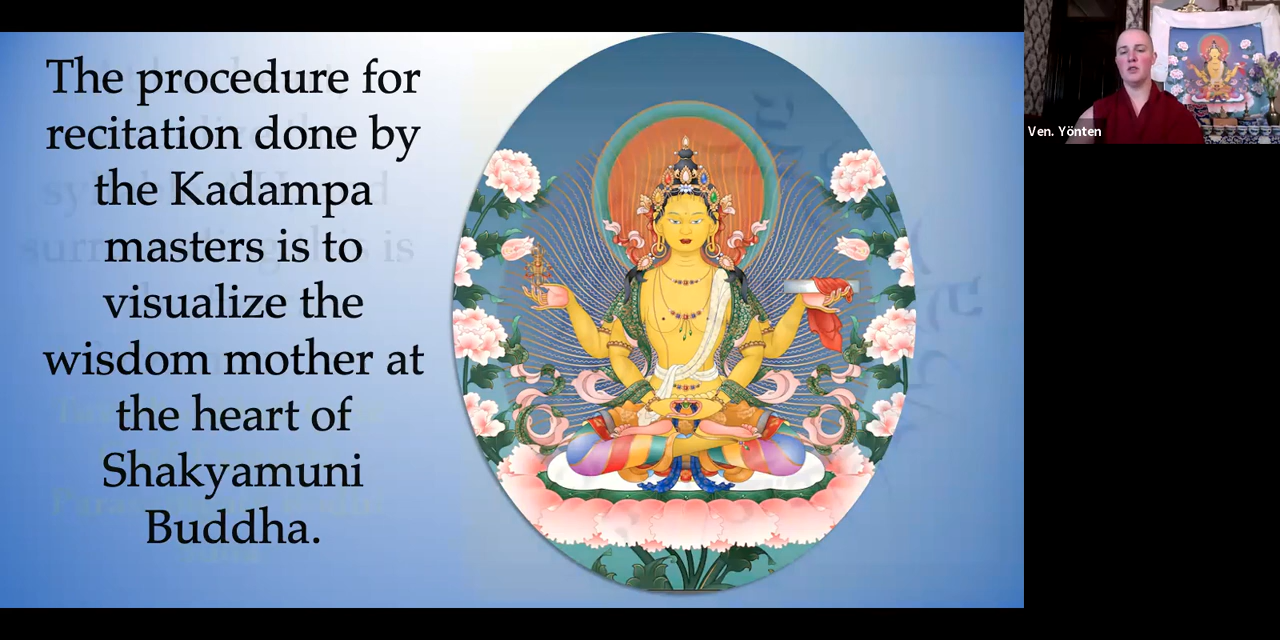 The procedure for
recitation done by
the Kadampa
masters is to
visualize the
wisdom mother at
the heart of
Shakyamuni
Buddha.
Ven. Yönten